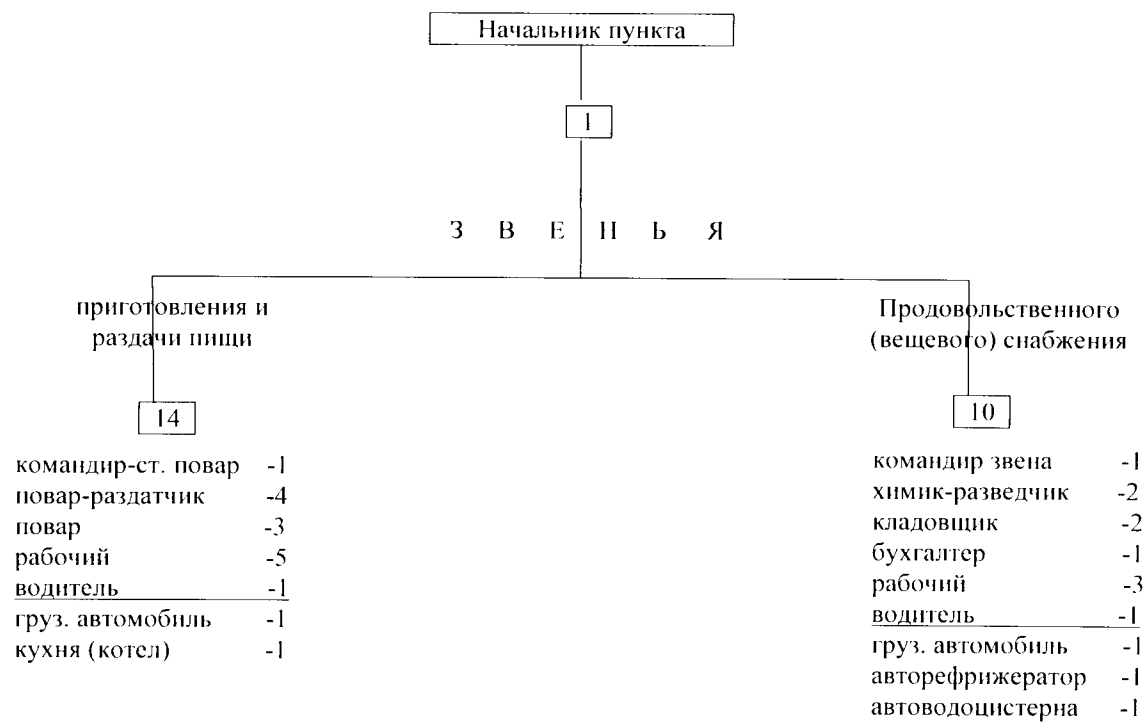 Начальник пункта
1
З В Е Н Ь Я
приготовления и
раздачи пищи
14
командир-ст. повар -1
повар-раздатчик -4
повар -3
рабочий -5
водитель -1
груз. автомобиль -1
кухня (котел) -1
Продовольственного
(вещевого) снабжения
10
командир звена -1
химик-разведчик -2
кладовщик -2
бухгалтер -1
рабочий -3
водитель -1
груз. автомобиль -1
авторефрижератор -1
автоводоцистерна -1